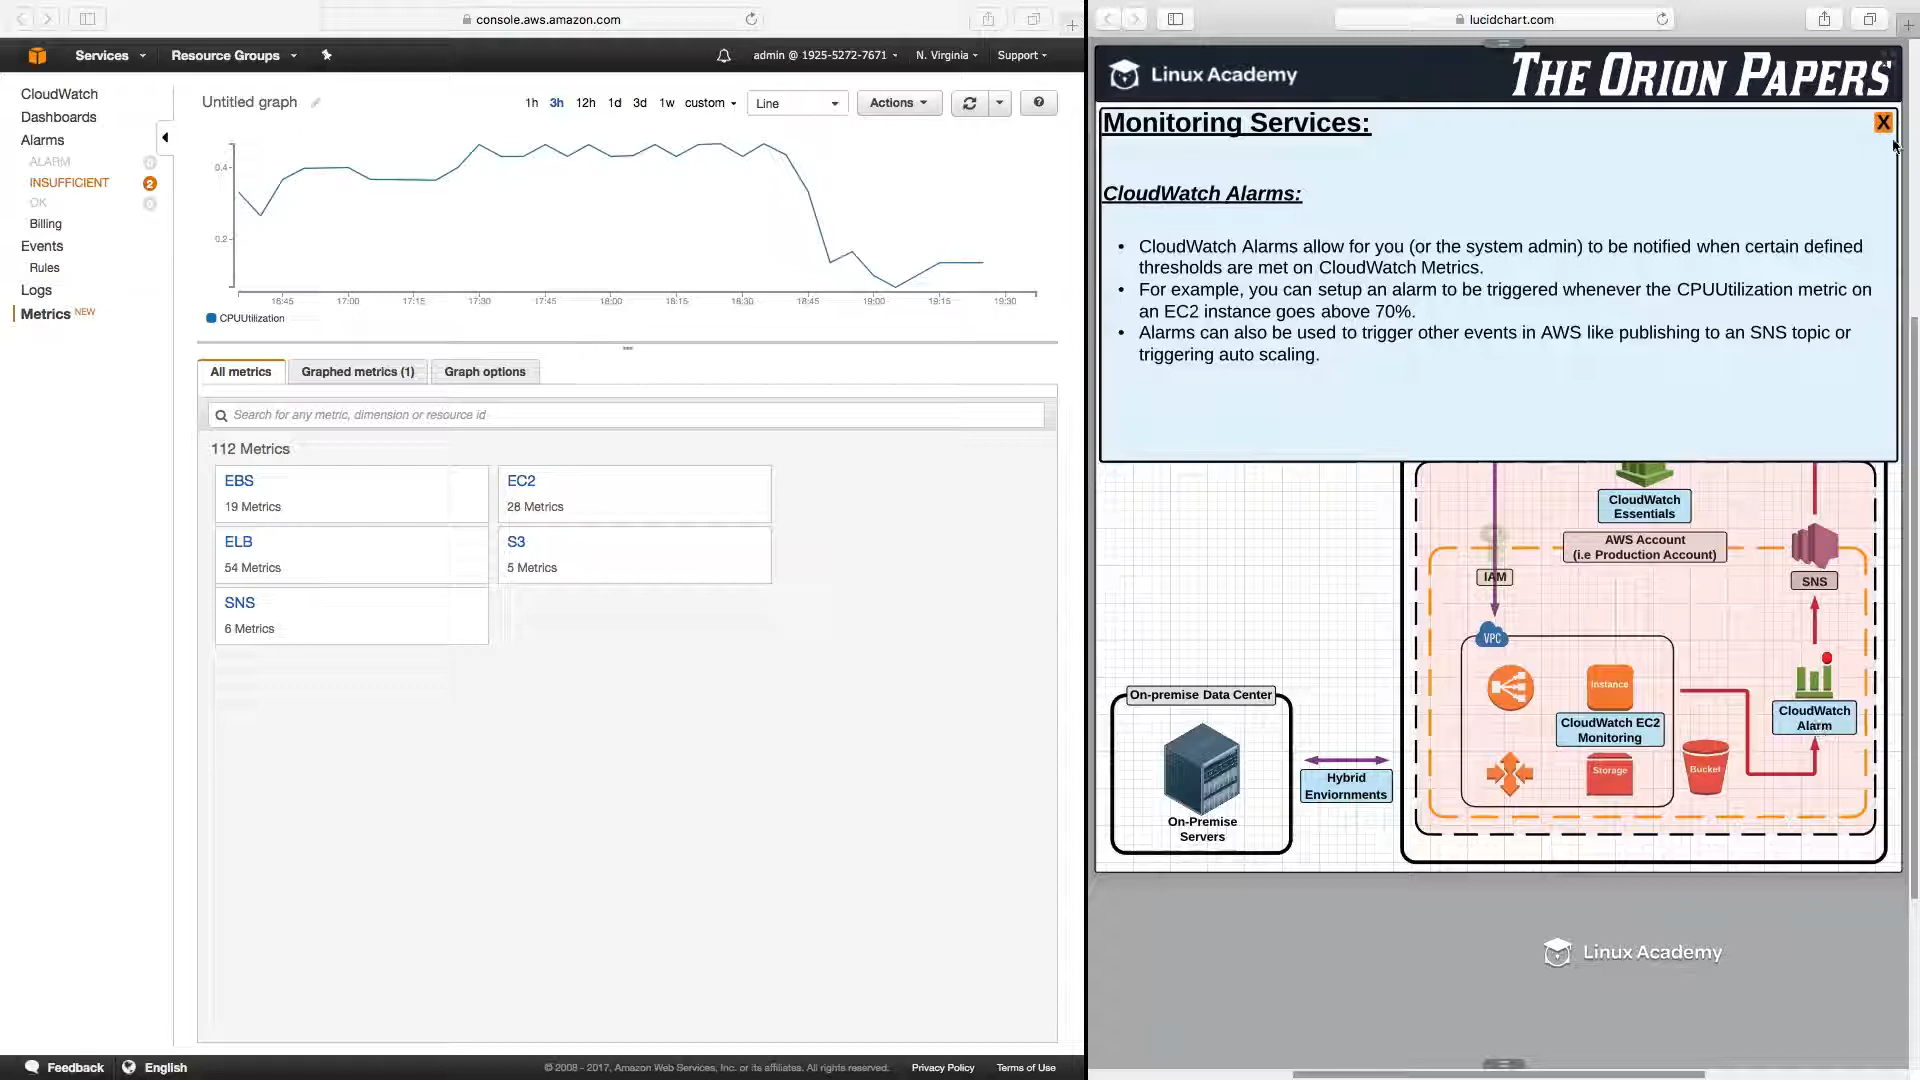 console.aws.amazon.com
lucidchart.com
Services
Resource Groups
admin @ 1925-5272-7671
N. Virginia
Support
CloudWatch
Dashboards
Alarms
ALARM
0
INSUFFICIENT
2
OK
0
Billing
Events
Rules
Logs
Metrics NEW
Untitled graph
1h 3h 12h 1d 3d 1w custom
Line
Actions
0.4
0.2
16:45 17:00 17:15 17:30 17:45 18:00 18:15 18:30 18:45 19:00 19:15 19:30
CPUUtilization
All metrics
Graphed metrics (1)
Graph options
Search for any metric, dimension or resource id
112 Metrics
EBS
19 Metrics
EC2
28 Metrics
ELB
54 Metrics
S3
5 Metrics
SNS
6 Metrics
Feedback
English
© 2008 - 2017, Amazon Web Services, Inc. or its affiliates. All rights reserved.
Privacy Policy
Terms of Use
Linux Academy
THE ORION PAPERS
Monitoring Services:
X
CloudWatch Alarms:
• CloudWatch Alarms allow for you (or the system admin) to be notified when certain defined
thresholds are met on CloudWatch Metrics.
• For example, you can setup an alarm to be triggered whenever the CPUUtilization metric on
an EC2 instance goes above 70%.
• Alarms can also be used to trigger other events in AWS like publishing to an SNS topic or
triggering auto scaling.
CloudWatch
Essentials
AWS Account
(i.e Production Account)
IAM
SNS
VPC
Instance
CloudWatch EC2
Monitoring
Storage
Bucket
CloudWatch
Alarm
On-premise Data Center
On-Premise
Servers
Hybrid
Enviornments
Linux Academy